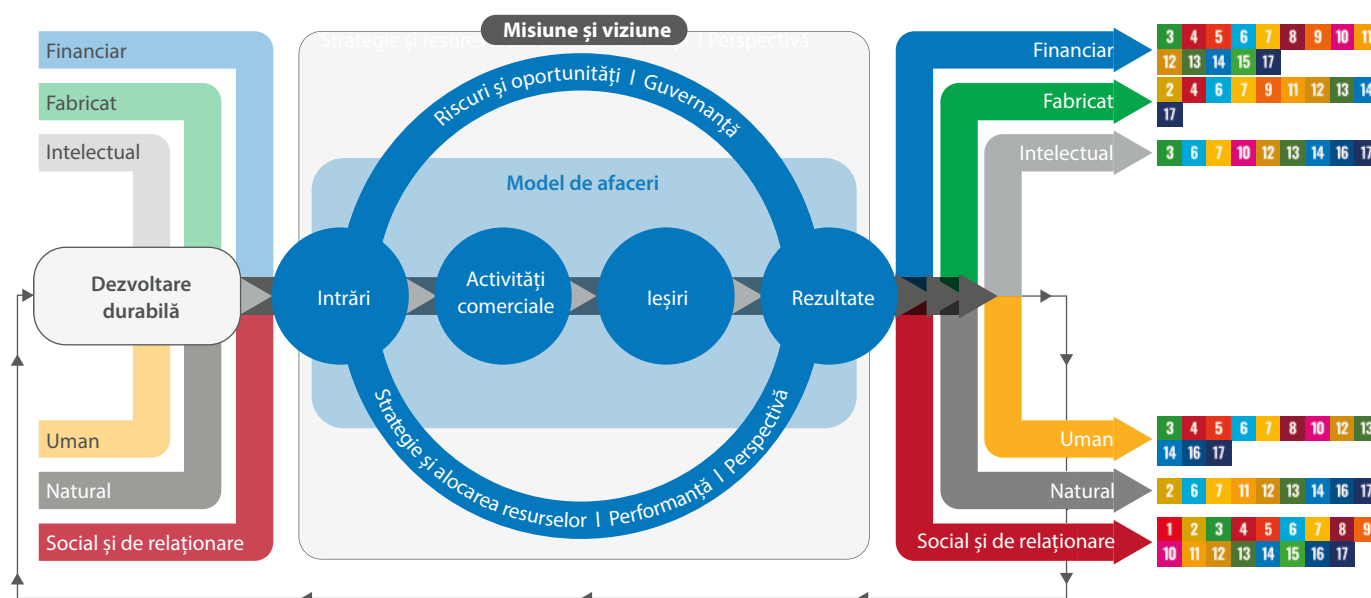 Misiune și viziune
Strategie și I Perspectivă
Financiar
Fabricat
Intelectual
Dezvoltare
durabilă
Uman
Natural
Social și de relaționare
Riscuri și oportunități I Guvernanță
Model de afaceri
Intrări
Activități
comerciale
Ieșiri
Rezultate
Strategie și alocarea resurselor I Performanță I Perspectivă
Financiar
3 4 5 6 7 8 9 10 11
12 13 14 15 17
Fabricat
2 4 6 7 9 11 12 13 14
17
Intelectual
3 6 7 10 12 13 14 16 17
Uman
3 4 5 6 7 8 10 12 13
14 16 17
Natural
2 6 7 11 12 13 14 16 17
Social și de relaționare
1 2 3 4 5 6 7 8 9
10 11 12 13 14 15 16 17